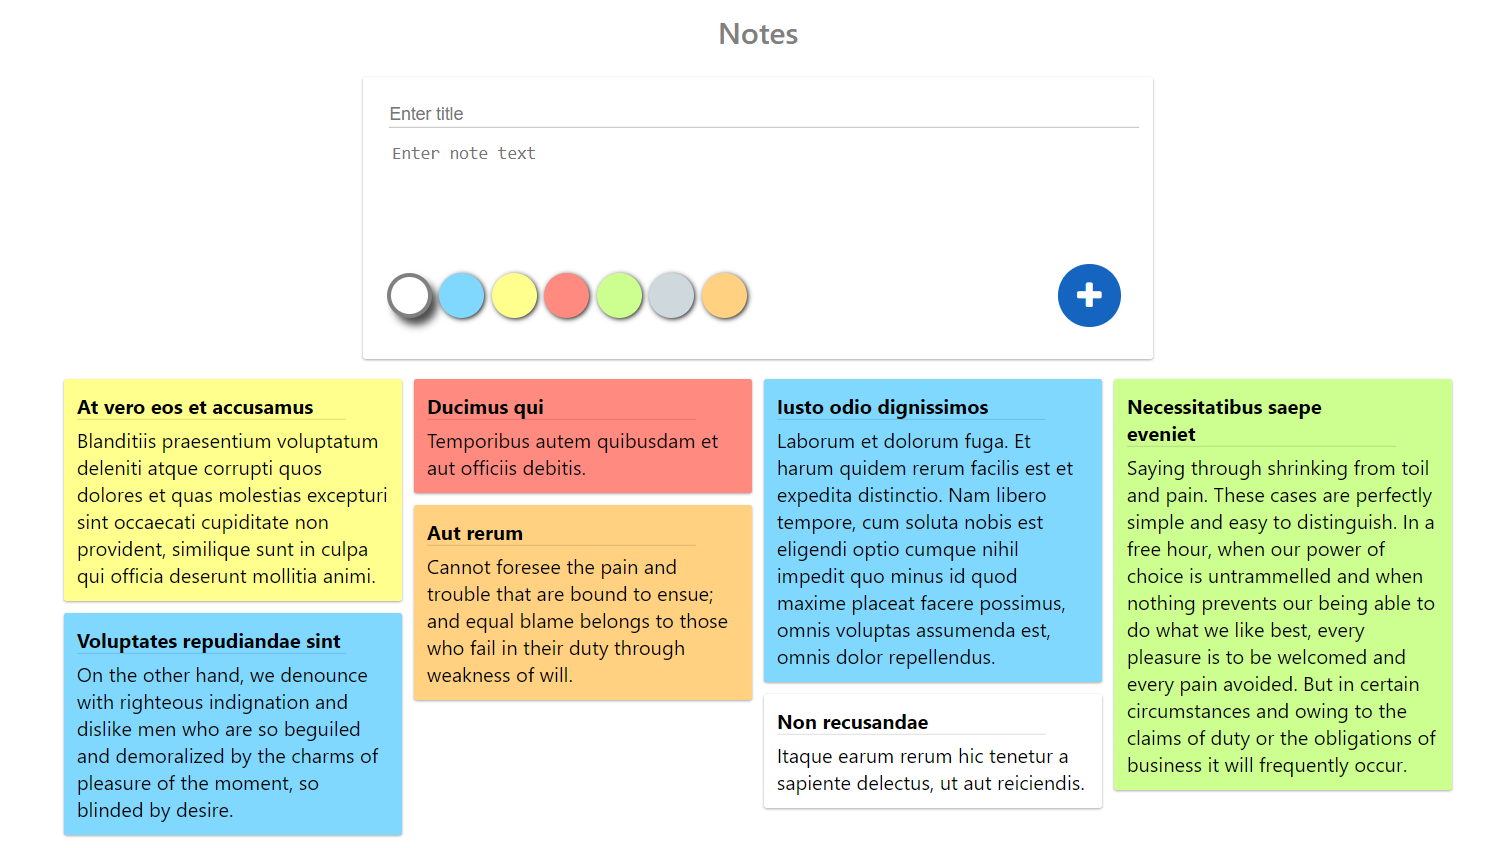 Notes
Enter title
Enter note text
At vero eos et accusamus
Blanditiis praesentium voluptatum
deleniti atque corrupti quos
dolores et quas molestias excepturi
sint occaecati cupiditate non
provident, similique sunt in culpa
qui officia deserunt mollitia animi.
Voluptates repudiandae sint
On the other hand, we denounce
with righteous indignation and
dislike men who are so beguiled
and demoralized by the charms of
pleasure of the moment, so
blinded by desire.
Ducimus qui
Temporibus autem quibusdam et
aut officiis debitis.
Aut rerum
Cannot foresee the pain and
trouble that are bound to ensue;
and equal blame belongs to those
who fail in their duty through
weakness of will.
Iusto odio dignissimos
Laborum et dolorum fuga. Et
harum quidem rerum facilis est et
expedita distinctio. Nam libero
tempore, cum soluta nobis est
eligendi optio cumque nihil
impedit quo minus id quod
maxime placeat facere possimus,
omnis voluptas assumenda est,
omnis dolor repellendus.
Non recusandae
Itaque earum rerum hic tenetur a
sapiente delectus, ut aut reiciendis.
Necessitatibus saepe
eveniet
Saying through shrinking from toil
and pain. These cases are perfectly
simple and easy to distinguish. In a
free hour, when our power of
choice is untrammelled and when
nothing prevents our being able to
do what we like best, every
pleasure is to be welcomed and
every pain avoided. But in certain
circumstances and owing to the
claims of duty or the obligations of
business it will frequently occur.